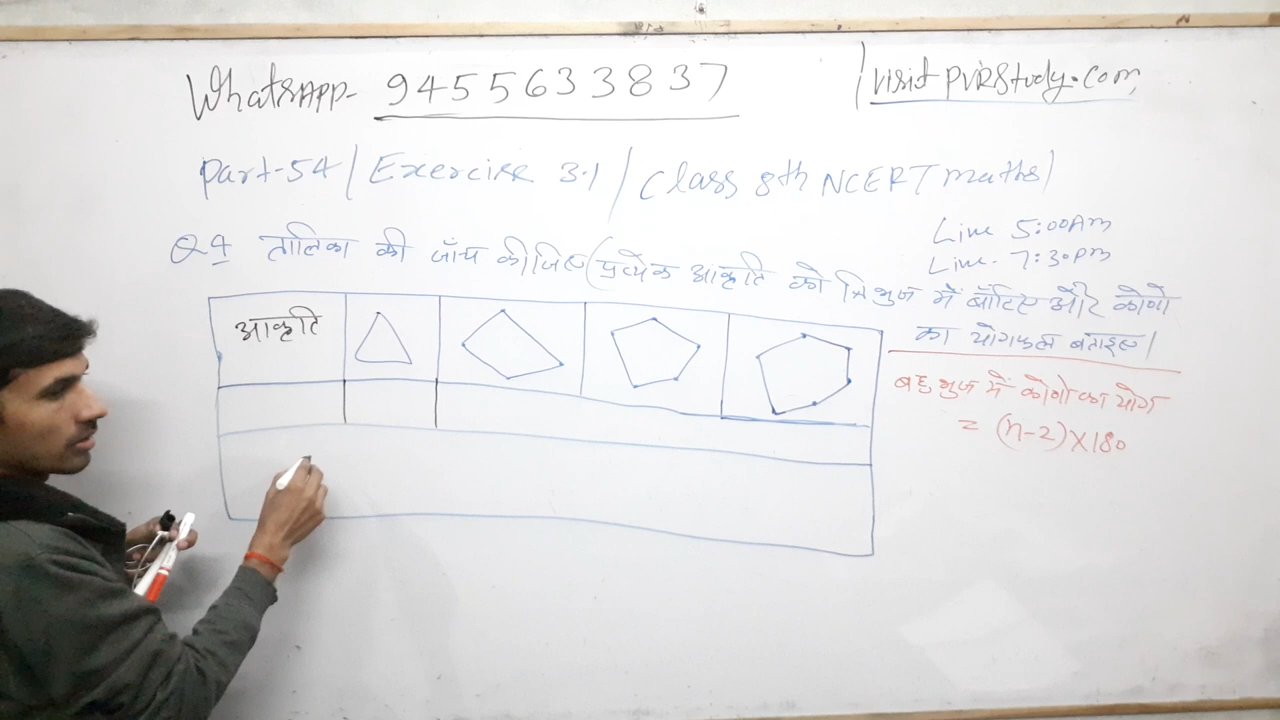 WhatsApp- 9455633837
visit pvrstudy.com
Part-54 / Exercise 3.1 / Class 8th NCERT maths
Live 5:00Am
Live- 7:30pm
Q4 तालिका की जाँच कीजिए (प्रत्येक आकृति को त्रिभुज में बाँटिए और कोणों
का योगफल बताइए।
आकृति
बहुभुज में कोणों का योग
= (n-2)×180